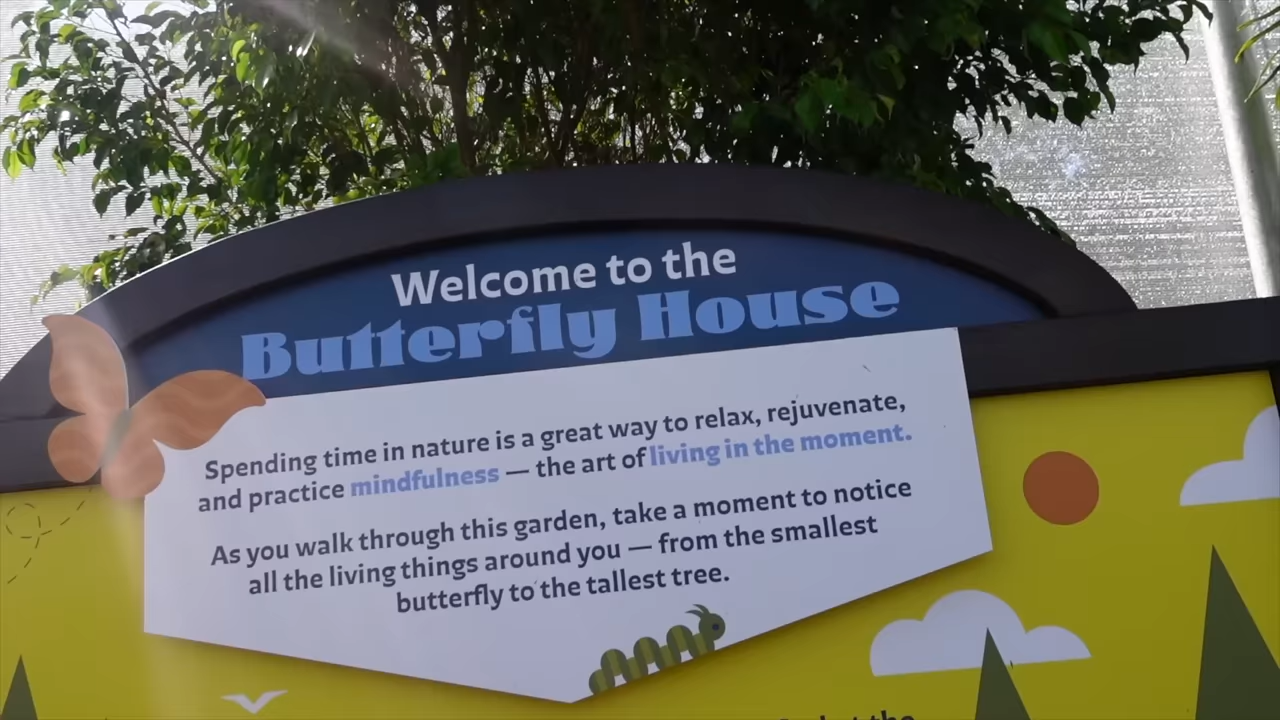 Welcome to the
Butterfly House
Spending time in nature is a great way to relax, rejuvenate,
and practice mindfulness — the art of living in the moment.
As you walk through this garden, take a moment to notice
all the living things around you — from the smallest
butterfly to the tallest tree.
the